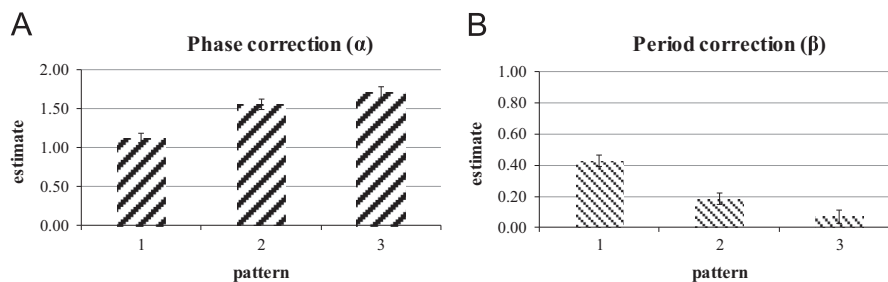 A
Phase correction (α)
2.00
1.50
1.00
0.50
0.00
estimate
1 2 3
pattern
B
Period correction (β)
1.00
0.80
0.60
0.40
0.20
0.00
estimate
1 2 3
pattern